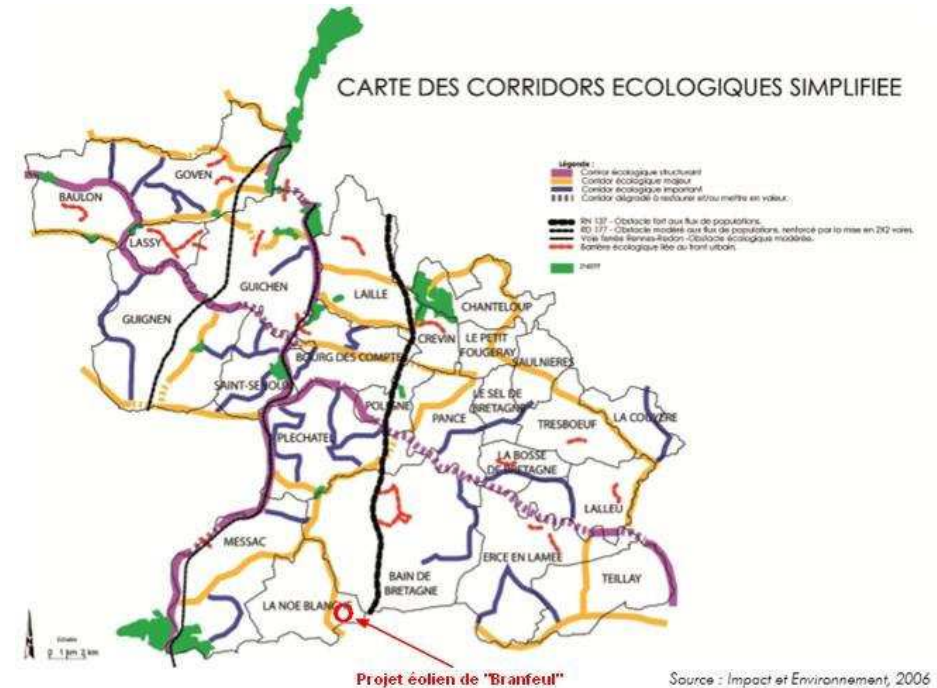 CARTE DES CORRIDORS ECOLOGIQUES SIMPLIFIEE
Légende :
Corridor écologique structurant
Corridor écologique majeur
Corridor écologique important
Corridor dégradé à restaurer et/ou mettre en valeur.
RN 137 - Obstacle fort aux flux de populations.
RD 177 - Obstacle modéré aux flux de populations, renforcé par la mise en 2X2 voies.
Voie ferrée Rennes-Redon -Obstacle écologique modérée.
Barrière écologique liée au front urbain.
ZNIEFF
GOVEN
BAULON
LASSY
GUICHEN
LAILLE
CHANTELOUP
GUIGNEN
CREVIN
LE PETIT
FOUGERAY
SAULNIERES
BOURG DES COMPTES
SAINT-SENOUX
POLIGNE
PANCE
LE SEL DE
BRETAGNE
TRESBOEUF
LA COUYERE
PLECHATEL
LA BOSSE
DE BRETAGNE
LALLEU
MESSAC
ERCE EN LAMEE
TEILLAY
BAIN DE
BRETAGNE
LA NOE BLANCHE
N
Echelle
0 1 2 km
Projet éolien de "Branfeul"
Source : Impact et Environnement, 2006